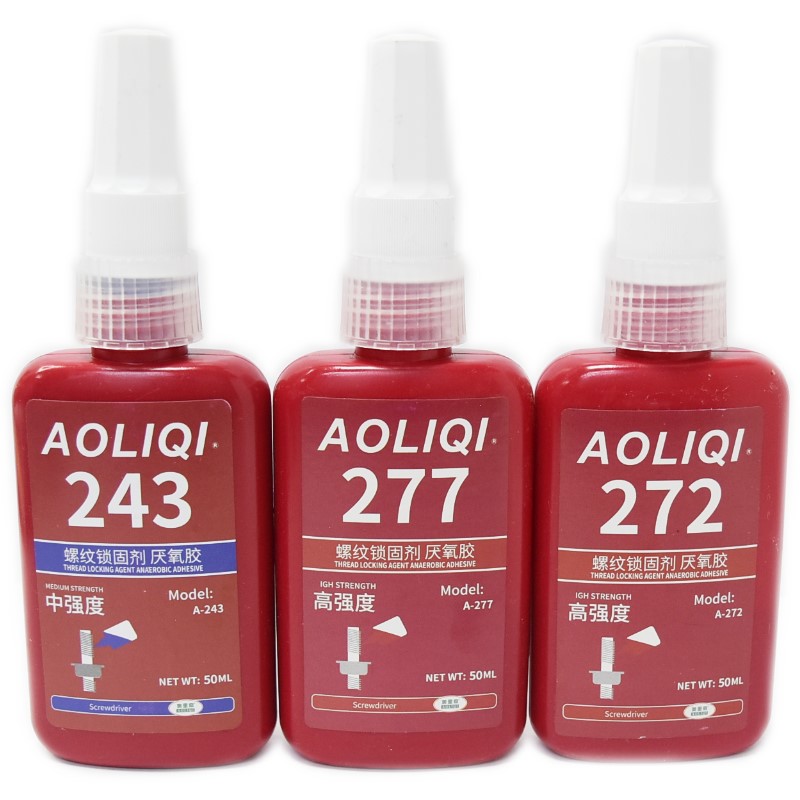 AOLIQI
243
螺纹锁固剂 厌氧胶
THREAD LOCKING AGENT ANAEROBIC ADHESIVE
MEDIUM STRENGTH
中强度
Model:
A-243
NET WT: 50ML
Screwdriver
AOLIQI
277
螺纹锁固剂 厌氧胶
THREAD LOCKING AGENT ANAEROBIC ADHESIVE
IGH STRENGTH
高强度
Model:
A-277
NET WT: 50ML
Screwdriver
AOLIQI
272
螺纹锁固剂 厌氧胶
THREAD LOCKING AGENT ANAEROBIC ADHESIVE
IGH STRENGTH
高强度
Model:
A-272
NET WT: 50ML
Screwdriver